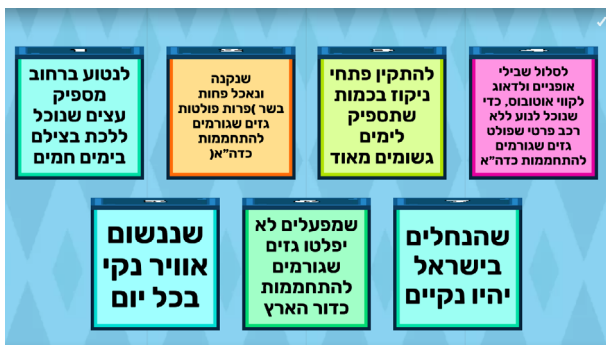 לסלול שבילי
אופניים ולדאוג
לקווי אוטובוס, כדי
שנוכל לנוע ללא
רכב פרטי שפולט
גזים שגורמים
להתחממות כדה"א
להתקין פתחי
ניקוז בכמות
שתספיק
לימים
גשומים מאוד
שנקנה
ונאכל פחות
בשר )פרות פולטות
גזים שגורמים
להתחממות
כדה"א(
לנטוע ברחוב
מספיק
עצים שנוכל
ללכת בצילם
בימים חמים
שהנחלים
בישראל
יהיו נקיים
שמפעלים לא
יפלטו גזים
שגורמים
להתחממות
כדור הארץ
שננשום
אוויר נקי
בכל יום